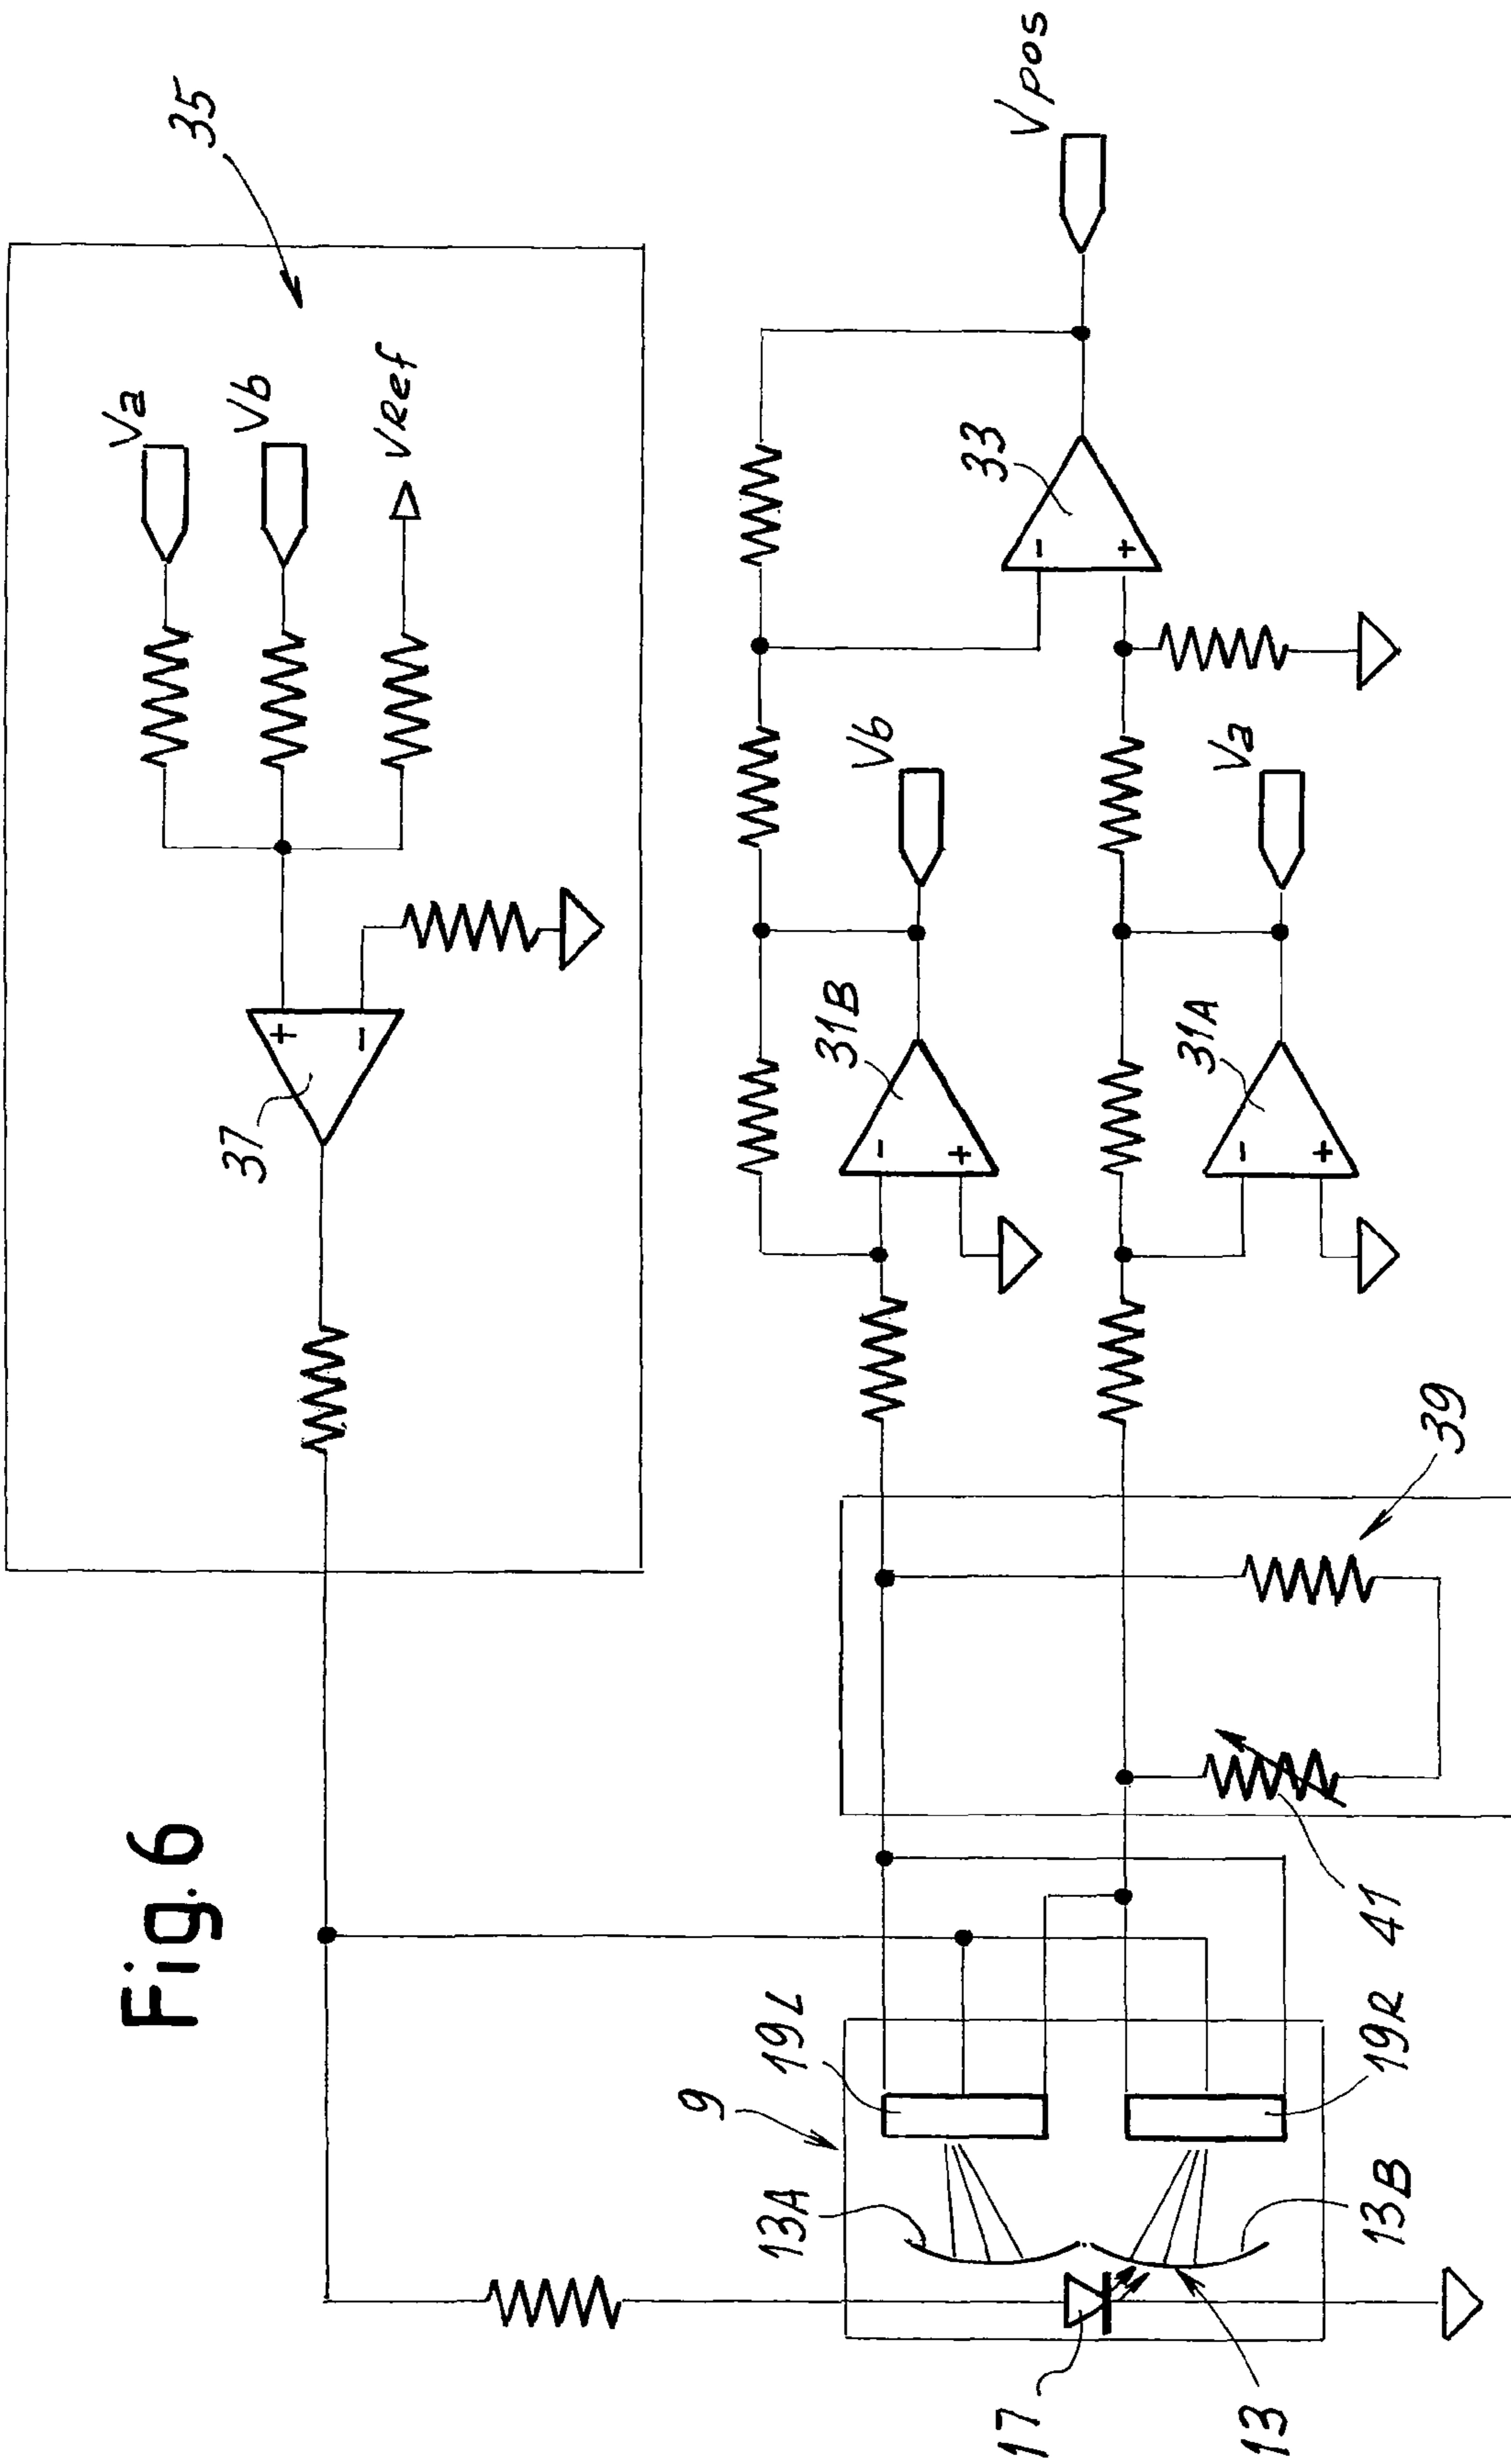 Fig. 6
Va
35
37
Vb
+
-
VRef
9
13A
19L
31B
Vb
-
+
33
Vpos
17
-
+
31A
Va
-
+
13
13B
19R
41
39